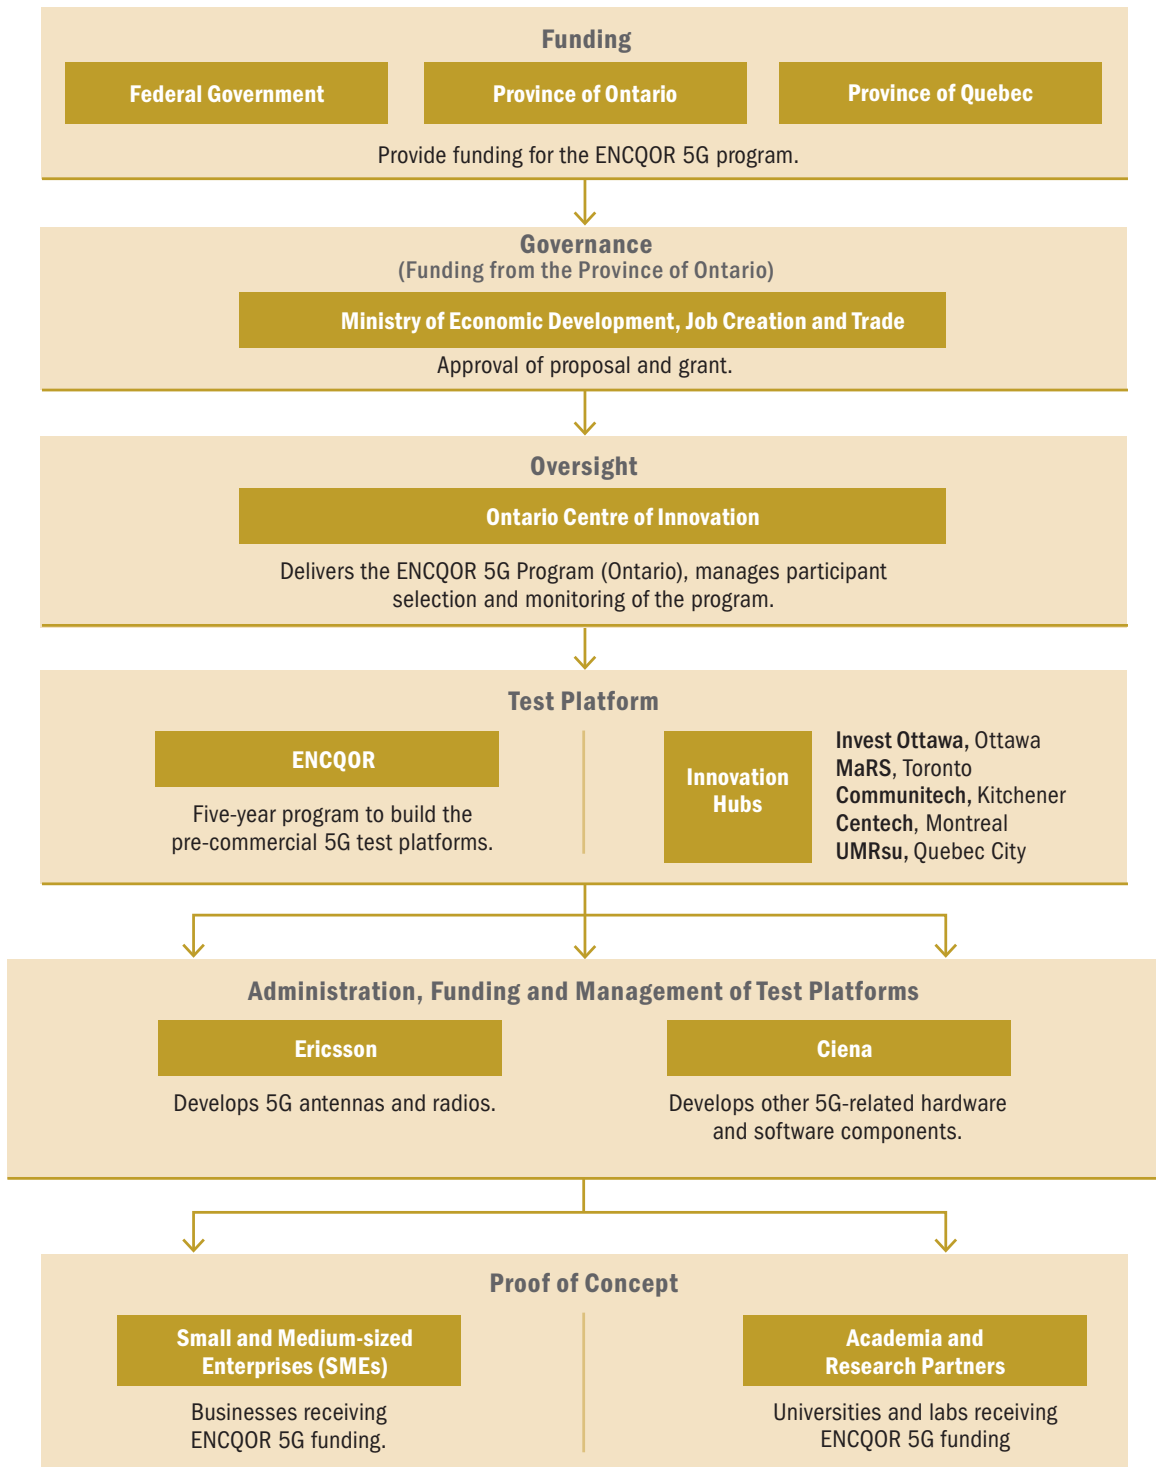 Funding
Federal Government
Province of Ontario
Province of Quebec
Provide funding for the ENCQOR 5G program.
Governance
(Funding from the Province of Ontario)
Ministry of Economic Development, Job Creation and Trade
Approval of proposal and grant.
Oversight
Ontario Centre of Innovation
Delivers the ENCQOR 5G Program (Ontario), manages participant
selection and monitoring of the program.
Test Platform
ENCQOR
Five-year program to build the
pre-commercial 5G test platforms.
Innovation
Hubs
Invest Ottawa, Ottawa
MaRS, Toronto
Communitech, Kitchener
Centech, Montreal
UMRsu, Quebec City
Administration, Funding and Management of Test Platforms
Ericsson
Develops 5G antennas and radios.
Ciena
Develops other 5G-related hardware
and software components.
Proof of Concept
Small and Medium-sized
Enterprises (SMEs)
Businesses receiving
ENCQOR 5G funding.
Academia and
Research Partners
Universities and labs receiving
ENCQOR 5G funding